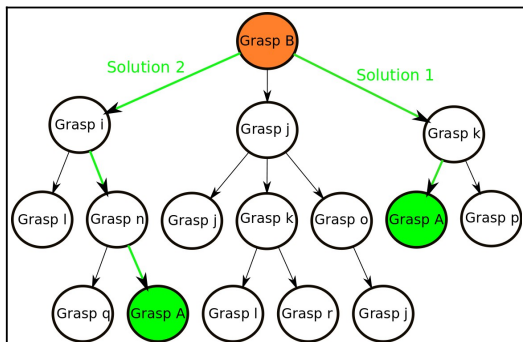 Grasp B
Solution 2
Solution 1
Grasp i
Grasp j
Grasp k
Grasp l
Grasp n
Grasp j
Grasp k
Grasp o
Grasp A
Grasp p
Grasp q
Grasp A
Grasp l
Grasp r
Grasp j